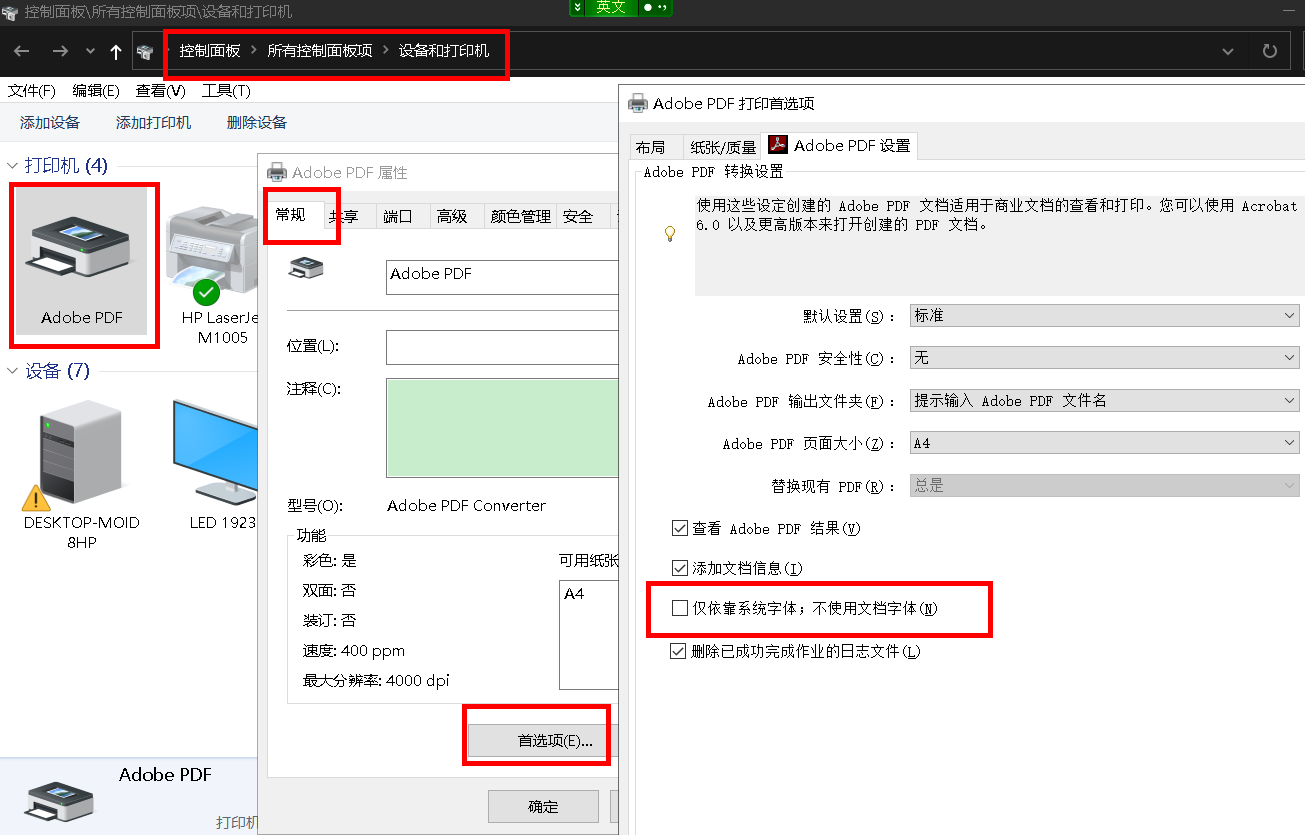 控制面板\所有控制面板项\设备和打印机
英文
控制面板 > 所有控制面板项 > 设备和打印机
文件(F) 编辑(E) 查看(V) 工具(T)
添加设备 添加打印机 删除设备
打印机 (4)
Adobe PDF
HP LaserJe
M1005
设备 (7)
DESKTOP-MOID
8HP
LED 1923
Adobe PDF
打印机
Adobe PDF 属性
常规 共享 端口 高级 颜色管理 安全
Adobe PDF
位置(L):
注释(C):
型号(O): Adobe PDF Converter
功能
彩色: 是 可用纸张
双面: 否 A4
装订: 否
速度: 400 ppm
最大分辨率: 4000 dpi
首选项(E)...
确定
Adobe PDF 打印首选项
布局 纸张/质量 Adobe PDF 设置
Adobe PDF 转换设置
使用这些设定创建的 Adobe PDF 文档适用于商业文档的查看和打印。您可以使用 Acrobat
6.0 以及更高版本来打开创建的 PDF 文档。
默认设置(S)： 标准
Adobe PDF 安全性(C)： 无
Adobe PDF 输出文件夹(F)： 提示输入 Adobe PDF 文件名
Adobe PDF 页面大小(Z)： A4
替换现有 PDF(R)： 总是
查看 Adobe PDF 结果(V)
添加文档信息(I)
仅依靠系统字体；不使用文档字体(N)
删除已成功完成作业的日志文件(L)